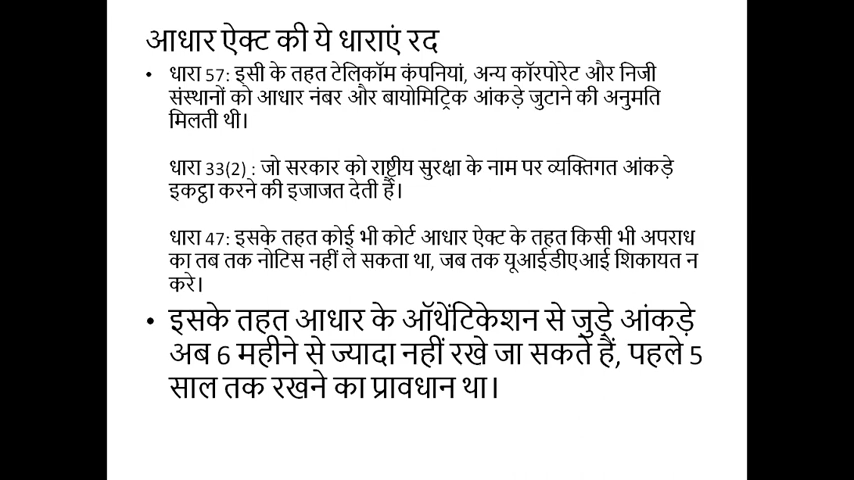 आधार ऐक्ट की ये धाराएं रद
• धारा 57: इसी के तहत टेलिकॉम कंपनियां, अन्य कॉरपोरेट और निजी
संस्थानों को आधार नंबर और बायोमिट्रिक आंकड़े जुटाने की अनुमति
मिलती थी।
धारा 33(2) : जो सरकार को राष्ट्रीय सुरक्षा के नाम पर व्यक्तिगत आंकड़े
इकट्ठा करने की इजाजत देती है।
धारा 47: इसके तहत कोई भी कोर्ट आधार ऐक्ट के तहत किसी भी अपराध
का तब तक नोटिस नहीं ले सकता था, जब तक यूआईडीएआई शिकायत न
करे।
• इसके तहत आधार के ऑथेंटिकेशन से जुड़े आंकड़े
अब 6 महीने से ज्यादा नहीं रखे जा सकते हैं, पहले 5
साल तक रखने का प्रावधान था।